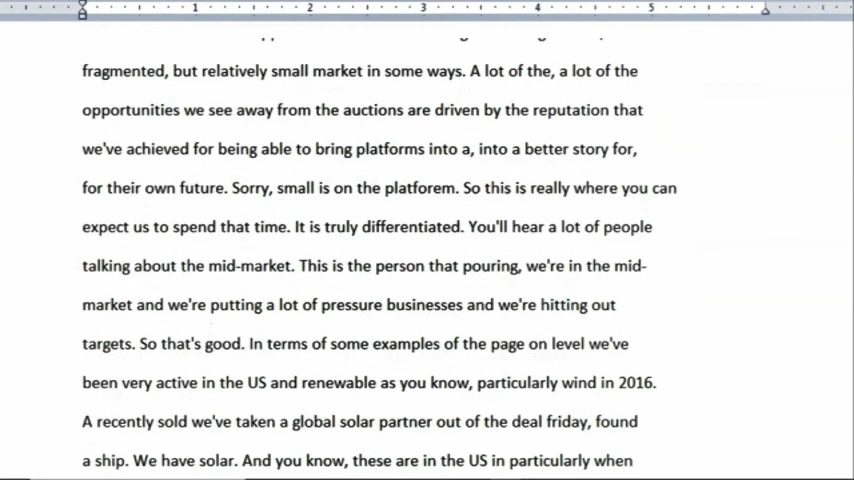 1 2 3 4 5
fragmented, but relatively small market in some ways. A lot of the, a lot of the
opportunities we see away from the auctions are driven by the reputation that
we've achieved for being able to bring platforms into a, into a better story for,
for their own future. Sorry, small is on the platforem. So this is really where you can
expect us to spend that time. It is truly differentiated. You'll hear a lot of people
talking about the mid-market. This is the person that pouring, we're in the mid-
market and we're putting a lot of pressure businesses and we're hitting out
targets. So that's good. In terms of some examples of the page on level we've
been very active in the US and renewable as you know, particularly wind in 2016.
A recently sold we've taken a global solar partner out of the deal friday, found
a ship. We have solar. And you know, these are in the US in particularly when